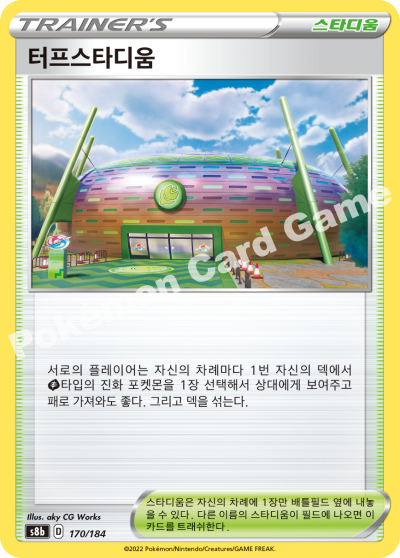 TRAINER'S
스타디움
터프스타디움
Pokémon Card Game
서로의 플레이어는 자신의 차례마다 1번 자신의 덱에서
타입의 진화 포켓몬을 1장 선택해서 상대에게 보여주고
패로 가져와도 좋다. 그리고 덱을 섞는다.
Illus. aky CG Works
s8b D 170/184
스타디움은 자신의 차례에 1장만 배틀필드 옆에 내놓
을 수 있다. 다른 이름의 스타디움이 필드에 나오면 이
카드를 트래쉬한다.
©2022 Pokémon/Nintendo/Creatures/GAME FREAK.